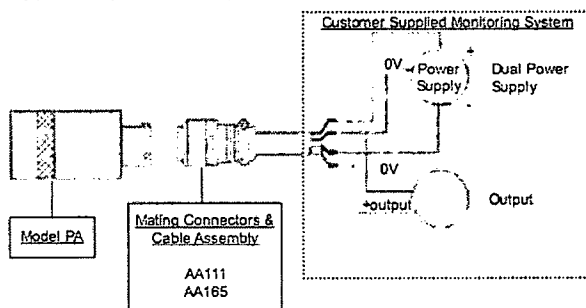 Customer Supplied Monitoring System
+
0V
Power Supply
-
Dual Power Supply
0V
+output
Output
Model PA
Mating Connectors &
Cable Assembly
AA111
AA165